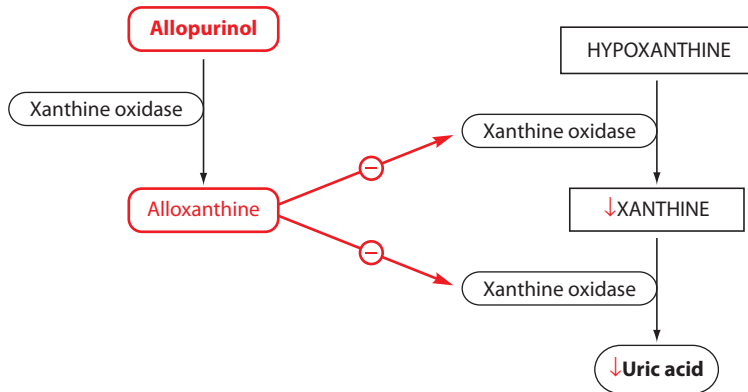 Allopurinol
HYPOXANTHINE
Xanthine oxidase
Xanthine oxidase
−
Alloxanthine
↓XANTHINE
−
Xanthine oxidase
↓Uric acid